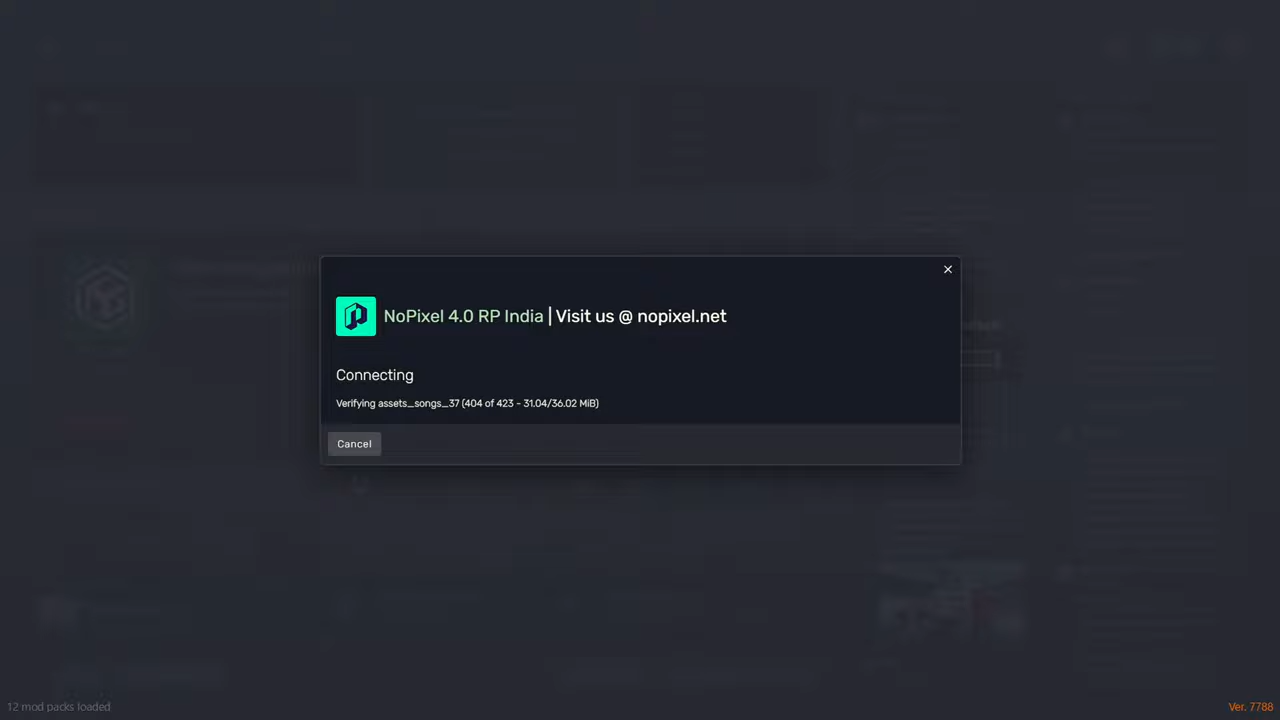 NoPixel 4.0 RP India | Visit us @ nopixel.net
Connecting
Verifying assets_songs_37 (404 of 423 - 31.04/36.02 MiB)
Cancel
12 mod packs loaded
Ver. 7788